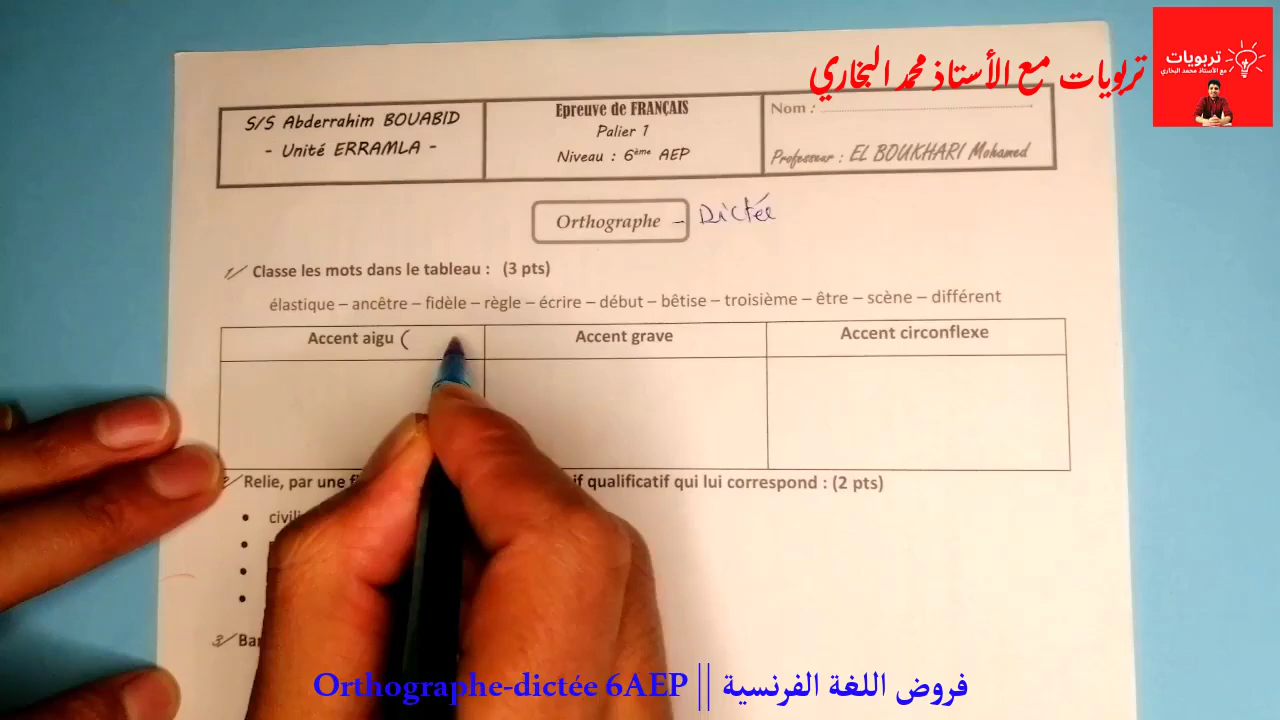 تربويات مع الأستاذ محمد البخاري
تربويات
مع الأستاذ محمد البخاري
S/S Abderrahim BOUABID
- Unité ERRAMLA -
Epreuve de FRANÇAIS
Palier 1
Niveau : 6ème AEP
Nom :
Professeur : EL BOUKHARI Mohamed
Orthographe - Dictée
1/ Classe les mots dans le tableau : (3 pts)
élastique – ancêtre – fidèle – règle – écrire – début – bêtise – troisième – être – scène – différent
Accent aigu (
Accent grave
Accent circonflexe
2/ Relie, par une if qualificatif qui lui correspond : (2 pts)
3/
Orthographe-dictée 6AEP || فروض اللغة الفرنسية